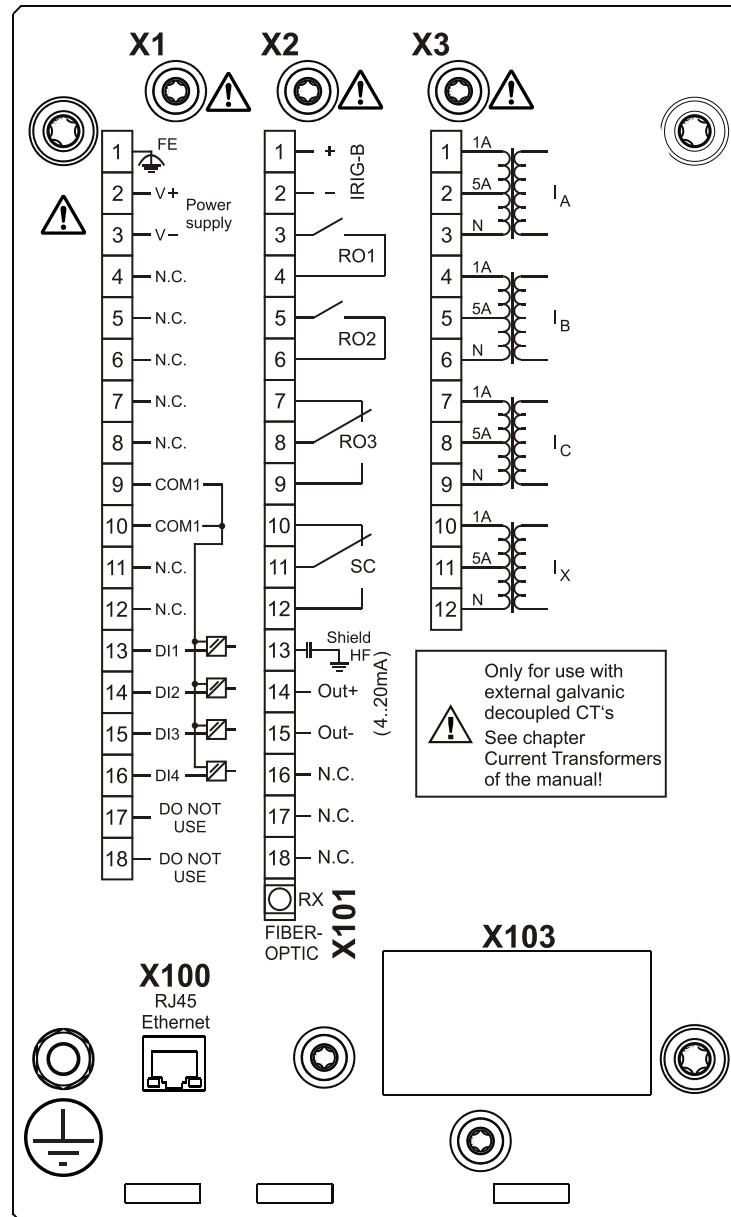 X1
X2
X3
1
FE
2
V+
Power
supply
3
V−
4
N.C.
5
N.C.
6
N.C.
7
N.C.
8
N.C.
9
COM1
10
COM1
11
N.C.
12
N.C.
13
DI1
14
DI2
15
DI3
16
DI4
17
DO NOT
USE
18
DO NOT
USE
1
+
2
−
IRIG-B
3
4
RO1
5
6
RO2
7
8
RO3
9
10
11
SC
12
13
Shield
HF
14
Out+
15
Out-
(4..20mA)
16
N.C.
17
N.C.
18
N.C.
RX
FIBER-
OPTIC
X101
1
1A
2
5A
IA
3
N
4
1A
5
5A
IB
6
N
7
1A
8
5A
IC
9
N
10
1A
11
5A
IX
12
N
Only for use with
external galvanic
decoupled CT‘s
See chapter
Current Transformers
of the manual!
X100
RJ45
Ethernet
X103